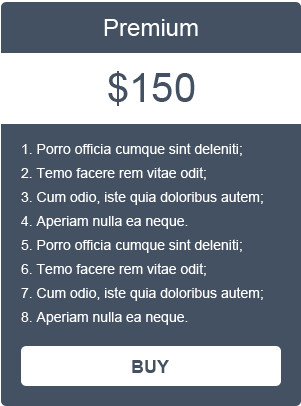 Premium
$150
1. Porro officia cumque sint deleniti;
2. Temo facere rem vitae odit;
3. Cum odio, iste quia doloribus autem;
4. Aperiam nulla ea neque.
5. Porro officia cumque sint deleniti;
6. Temo facere rem vitae odit;
7. Cum odio, iste quia doloribus autem;
8. Aperiam nulla ea neque.
BUY